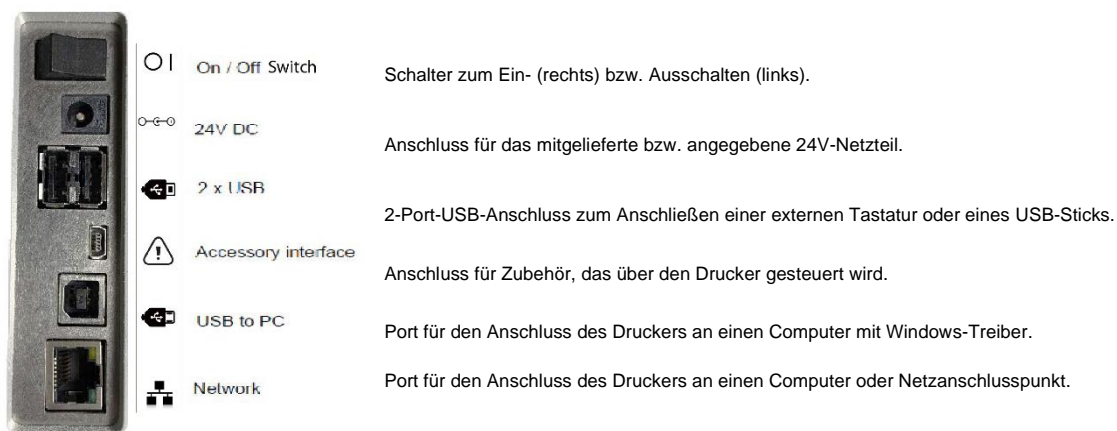 On / Off Switch
Schalter zum Ein- (rechts) bzw. Ausschalten (links).
24V DC
Anschluss für das mitgelieferte bzw. angegebene 24V-Netzteil.
2 x USB
2-Port-USB-Anschluss zum Anschließen einer externen Tastatur oder eines USB-Sticks.
Accessory interface
Anschluss für Zubehör, das über den Drucker gesteuert wird.
USB to PC
Port für den Anschluss des Druckers an einen Computer mit Windows-Treiber.
Network
Port für den Anschluss des Druckers an einen Computer oder Netzanschlusspunkt.